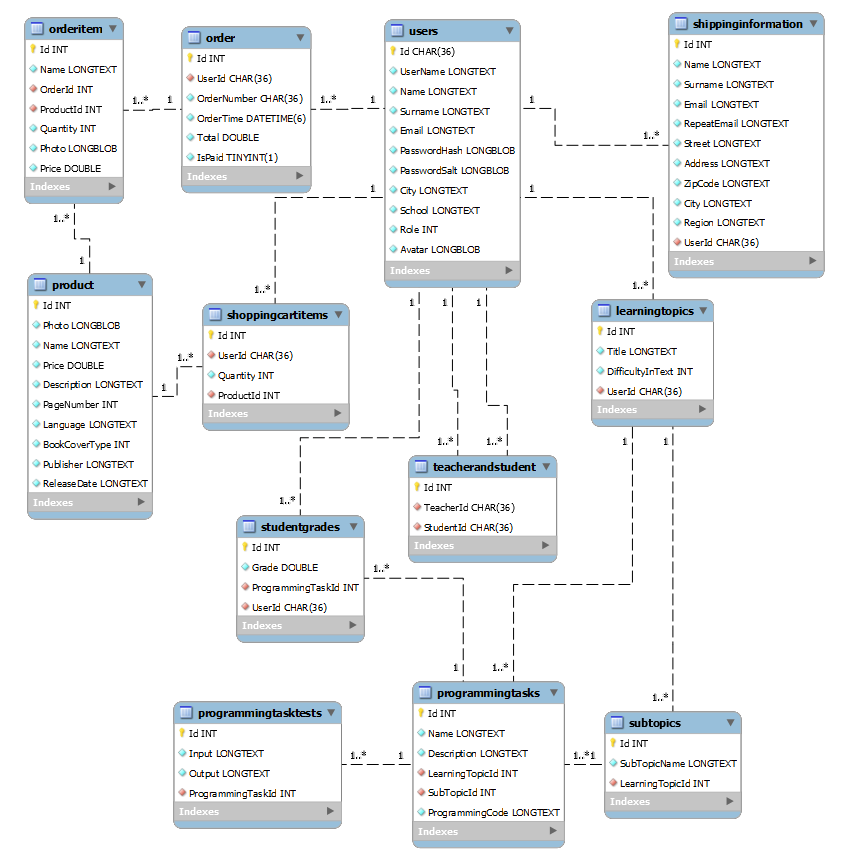 orderitem
Id INT
Name LONGTEXT
OrderId INT
ProductId INT
Quantity INT
Photo LONGBLOB
Price DOUBLE
Indexes
order
Id INT
UserId CHAR(36)
OrderNumber CHAR(36)
OrderTime DATETIME(6)
Total DOUBLE
IsPaid TINYINT(1)
Indexes
users
Id CHAR(36)
UserName LONGTEXT
Name LONGTEXT
Surname LONGTEXT
Email LONGTEXT
PasswordHash LONGBLOB
PasswordSalt LONGBLOB
City LONGTEXT
School LONGTEXT
Role INT
Avatar LONGBLOB
Indexes
shippinginformation
Id INT
Name LONGTEXT
Surname LONGTEXT
Email LONGTEXT
RepeatEmail LONGTEXT
Street LONGTEXT
Address LONGTEXT
ZipCode LONGTEXT
City LONGTEXT
Region LONGTEXT
UserId CHAR(36)
Indexes
1..*
1
1..*
1
1
1..*
1..*
1
1
1..*
1
1..*
product
Id INT
Photo LONGBLOB
Name LONGTEXT
Price DOUBLE
Description LONGTEXT
PageNumber INT
Language LONGTEXT
BookCoverType INT
Publisher LONGTEXT
ReleaseDate LONGTEXT
Indexes
1
1..*
shoppingcartitems
Id INT
UserId CHAR(36)
Quantity INT
ProductId INT
Indexes
learningtopics
Id INT
Title LONGTEXT
DifficultyInText INT
UserId CHAR(36)
Indexes
1
1
1
1..*
1..*
1..*
teacherandstudent
Id INT
TeacherId CHAR(36)
StudentId CHAR(36)
Indexes
studentgrades
Id INT
Grade DOUBLE
ProgrammingTaskId INT
UserId CHAR(36)
Indexes
1..*
1
1
1..*
1
1..*
programmingtasktests
Id INT
Input LONGTEXT
Output LONGTEXT
ProgrammingTaskId INT
Indexes
1..*
1
programmingtasks
Id INT
Name LONGTEXT
Description LONGTEXT
LearningTopicId INT
SubTopicId INT
ProgrammingCode LONGTEXT
Indexes
1..*
1
subtopics
Id INT
SubTopicName LONGTEXT
LearningTopicId INT
Indexes